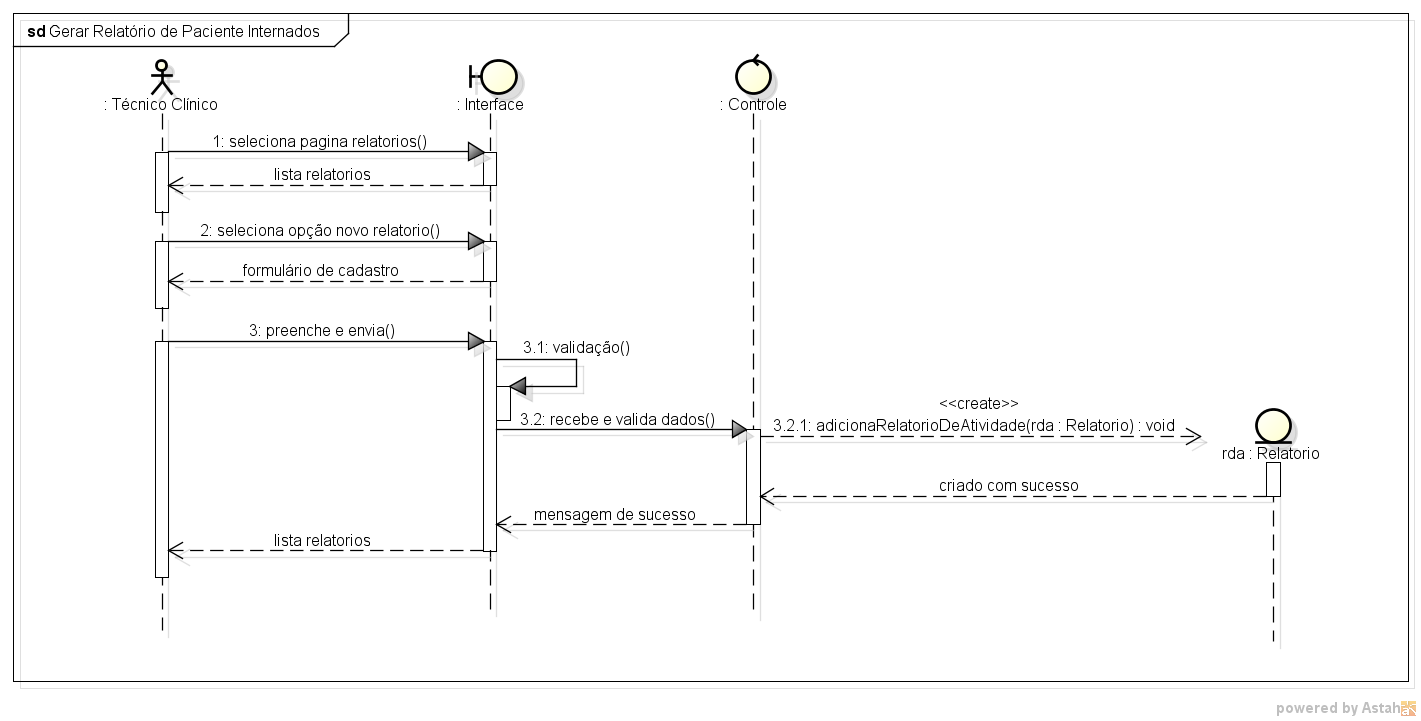 sd Gerar Relatório de Paciente Internados
: Técnico Clínico
: Interface
: Controle
1: seleciona pagina relatorios()
lista relatorios
2: seleciona opção novo relatorio()
formulário de cadastro
3: preenche e envia()
3.1: validação()
3.2: recebe e valida dados()
<<create>>
3.2.1: adicionaRelatorioDeAtividade(rda : Relatorio) : void
rda : Relatorio
criado com sucesso
mensagem de sucesso
lista relatorios
powered by Astah